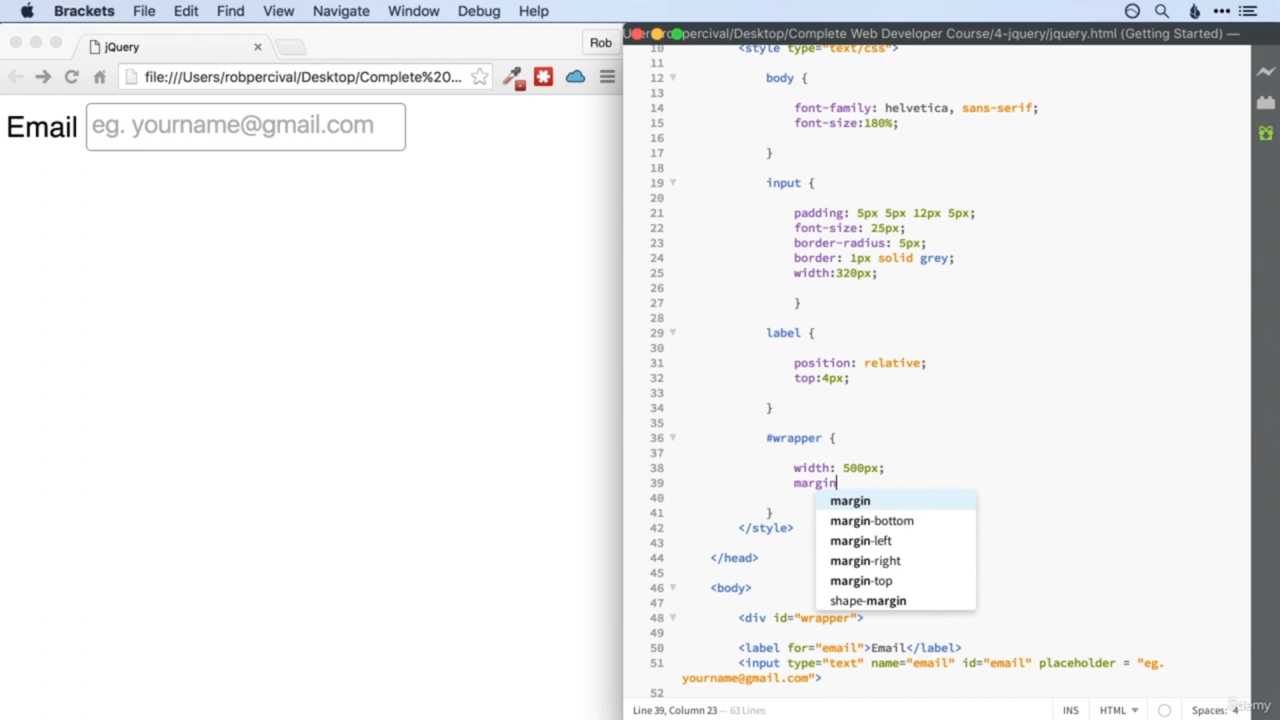 Brackets File Edit Find View Navigate Window Debug Help
jQuery
Rob
file:///Users/robpercival/Desktop/Complete%20...
percival/Desktop/Complete Web Developer Course/4-jquery/jquery.html (Getting Started) —
Email eg. yourname@gmail.com
10 <style type="text/css">
11
12 body {
13
14 font-family: helvetica, sans-serif;
15 font-size:180%;
16
17 }
18
19 input {
20
21 padding: 5px 5px 12px 5px;
22 font-size: 25px;
23 border-radius: 5px;
24 border: 1px solid grey;
25 width:320px;
26
27 }
28
29 label {
30
31 position: relative;
32 top:4px;
33
34 }
35
36 #wrapper {
37
38 width: 500px;
39 margin
40
41 }
42 </style>
43
44 </head>
45
46 <body>
47
48 <div id="wrapper">
49
50 <label for="email">Email</label>
51 <input type="text" name="email" id="email" placeholder = "eg.
yourname@gmail.com">
52
margin
margin-bottom
margin-left
margin-right
margin-top
shape-margin
Line 39, Column 23 — 63 Lines
INS HTML Spaces: 4
Udemy